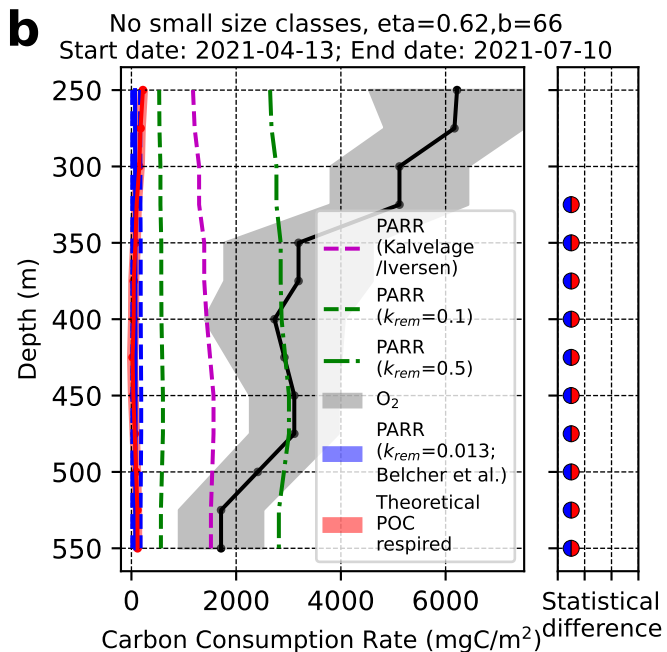 b
No small size classes, eta=0.62,b=66
Start date: 2021-04-13; End date: 2021-07-10
250
300
350
400
450
500
550
Depth (m)
PARR
(Kalvelage
/Iversen)
PARR
(k_rem=0.1)
PARR
(k_rem=0.5)
O₂
PARR
(k_rem=0.013;
Belcher et al.)
Theoretical
POC
respired
0 2000 4000 6000
Carbon Consumption Rate (mgC/m²)
Statistical
difference